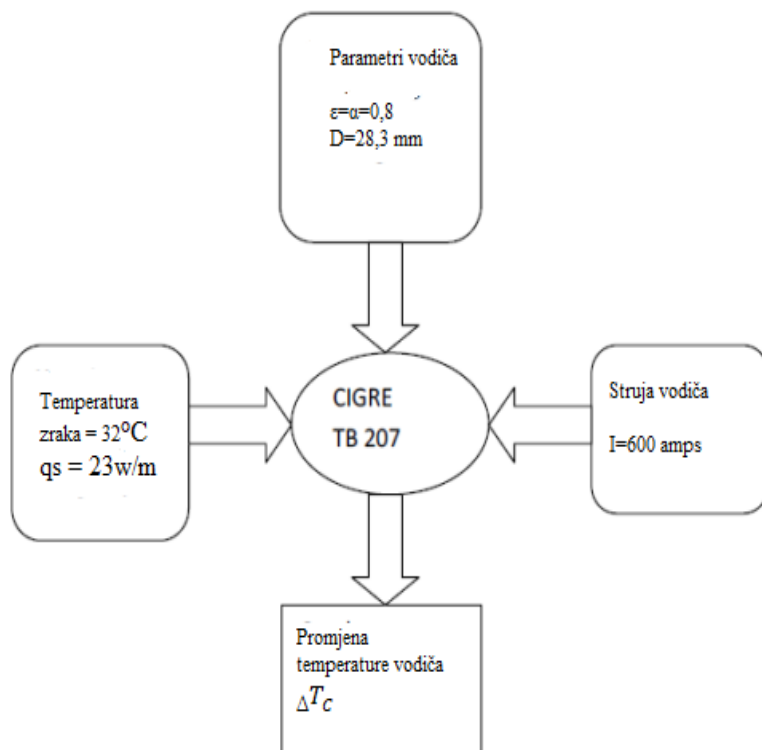 Parametri vodiča
ε=α=0,8
D=28,3 mm
Temperatura
zraka = 32°C
qs = 23w/m
CIGRE
TB 207
Struja vodiča
I=600 amps
Promjena
temperature vodiča
ΔT_C